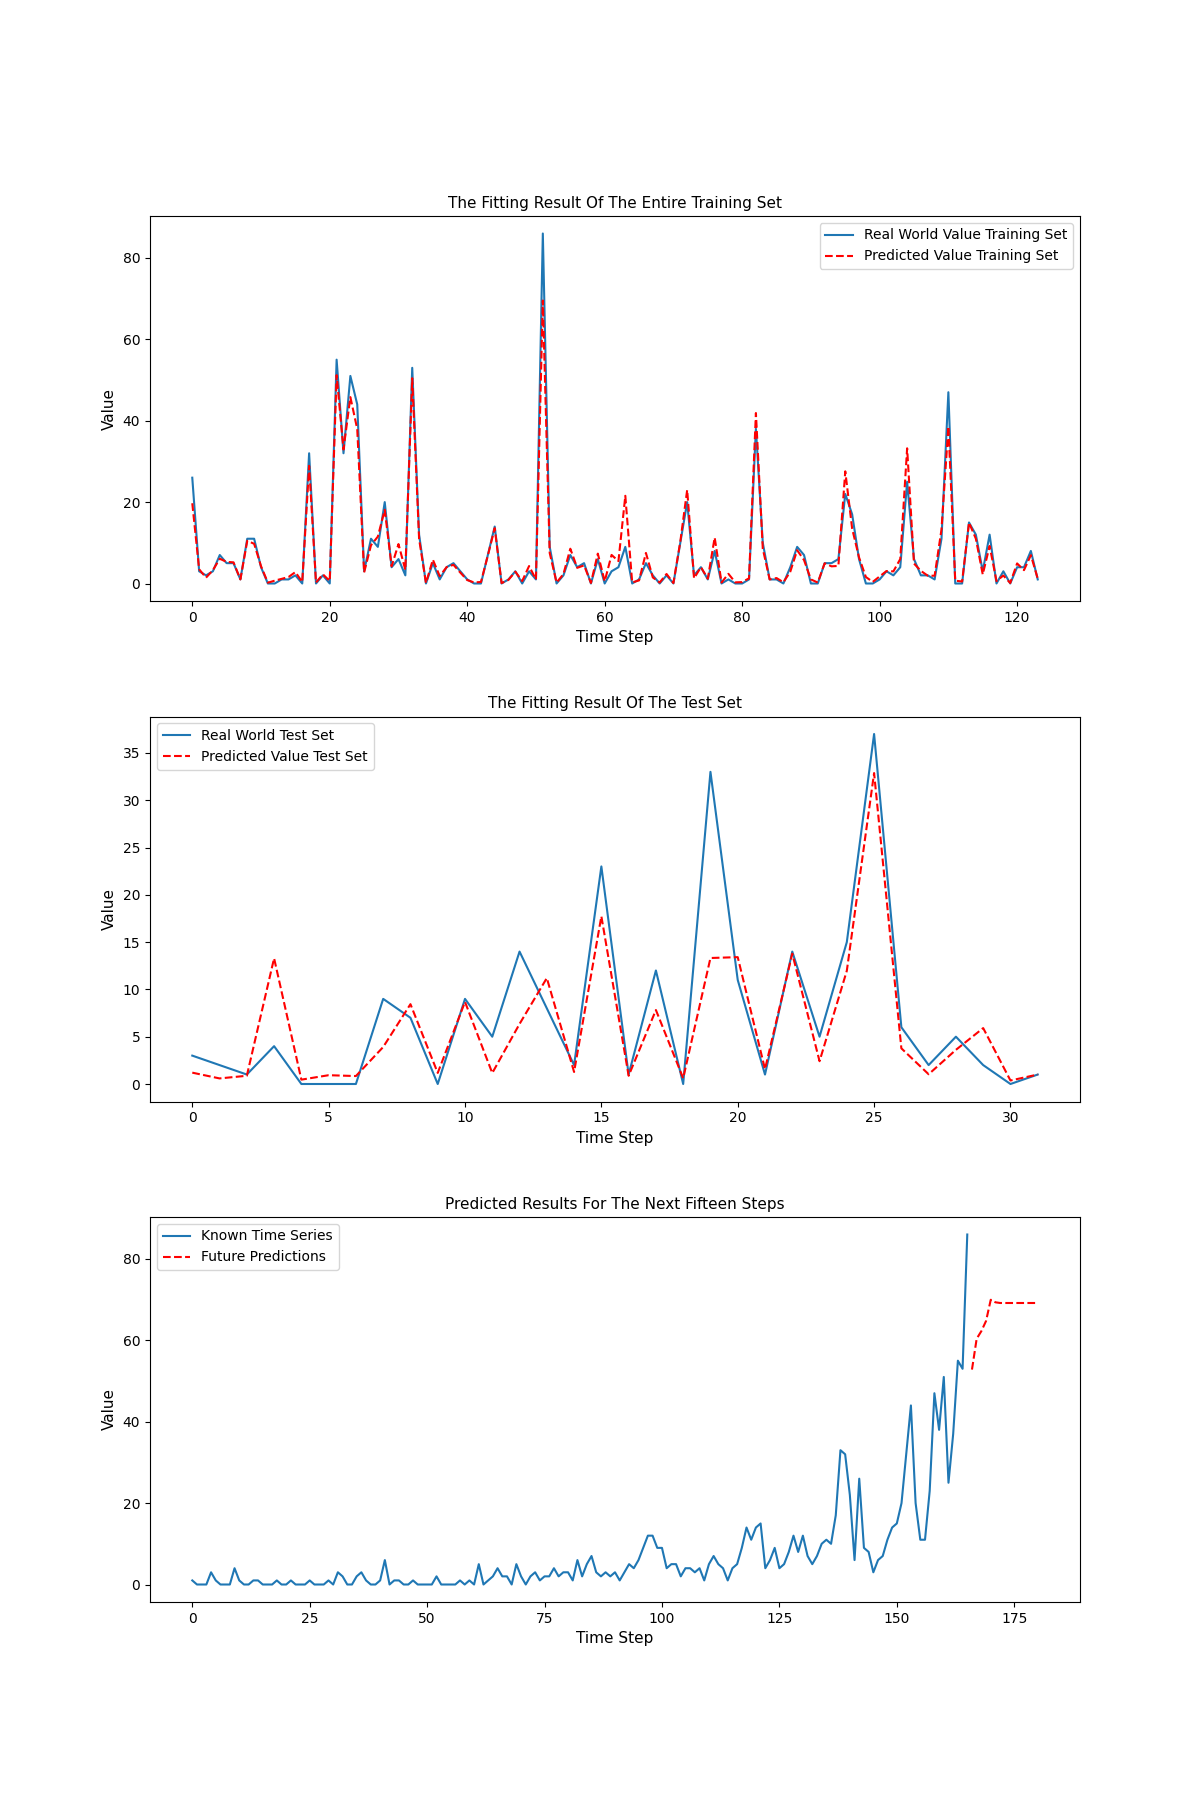 The Fitting Result Of The Entire Training Set
Real World Value Training Set
Predicted Value Training Set
Value
80
60
40
20
0
0 20 40 60 80 100 120
Time Step
The Fitting Result Of The Test Set
Real World Test Set
Predicted Value Test Set
Value
35
30
25
20
15
10
5
0
0 5 10 15 20 25 30
Time Step
Predicted Results For The Next Fifteen Steps
Known Time Series
Future Predictions
Value
80
60
40
20
0
0 25 50 75 100 125 150 175
Time Step